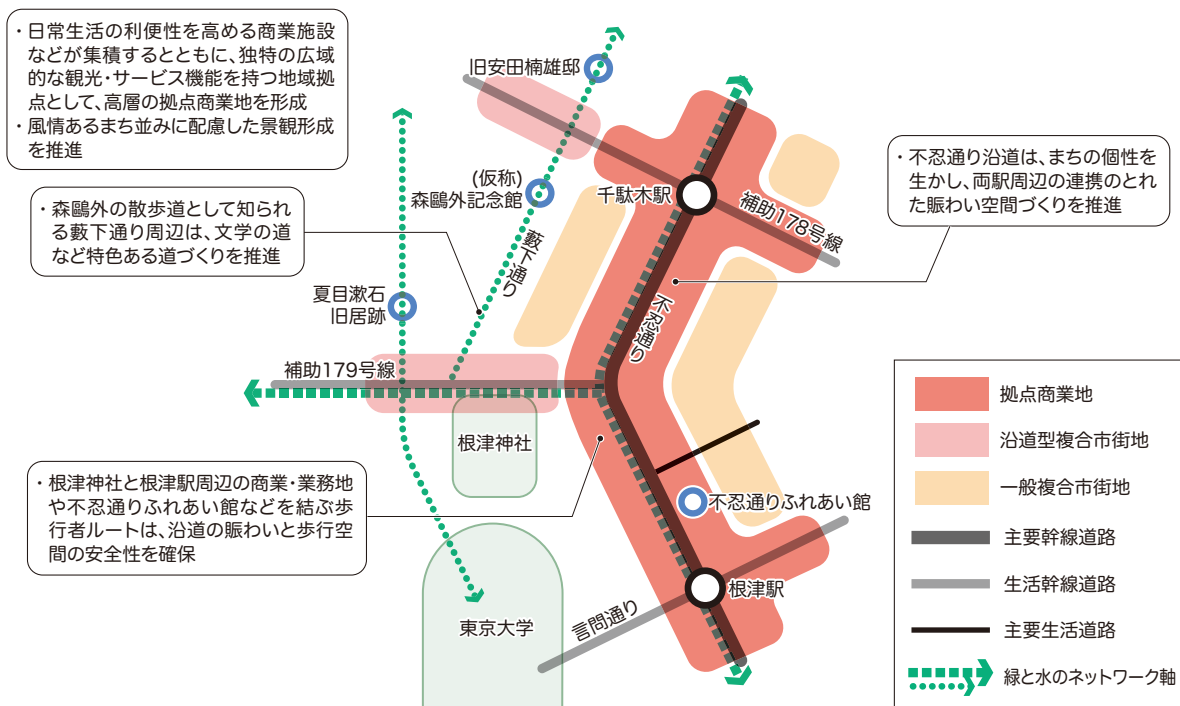 ・日常生活の利便性を高める商業施設
などが集積するとともに、独特の広域
的な観光・サービス機能を持つ地域拠
点として、高層の拠点商業地を形成
・風情あるまち並みに配慮した景観形成
を推進
旧安田楠雄邸
・不忍通り沿道は、まちの個性を
生かし、両駅周辺の連携のとれ
た賑わい空間づくりを推進
(仮称)
森鷗外記念館
千駄木駅
補助178号線
・森鷗外の散歩道として知られ
る藪下通り周辺は、文学の道
など特色ある道づくりを推進
藪下通り
夏目漱石
旧居跡
不忍通り
補助179号線
根津神社
・根津神社と根津駅周辺の商業・業務地
や不忍通りふれあい館などを結ぶ歩
行者ルートは、沿道の賑わいと歩行空
間の安全性を確保
不忍通りふれあい館
根津駅
言問通り
東京大学
拠点商業地
沿道型複合市街地
一般複合市街地
主要幹線道路
生活幹線道路
主要生活道路
緑と水のネットワーク軸